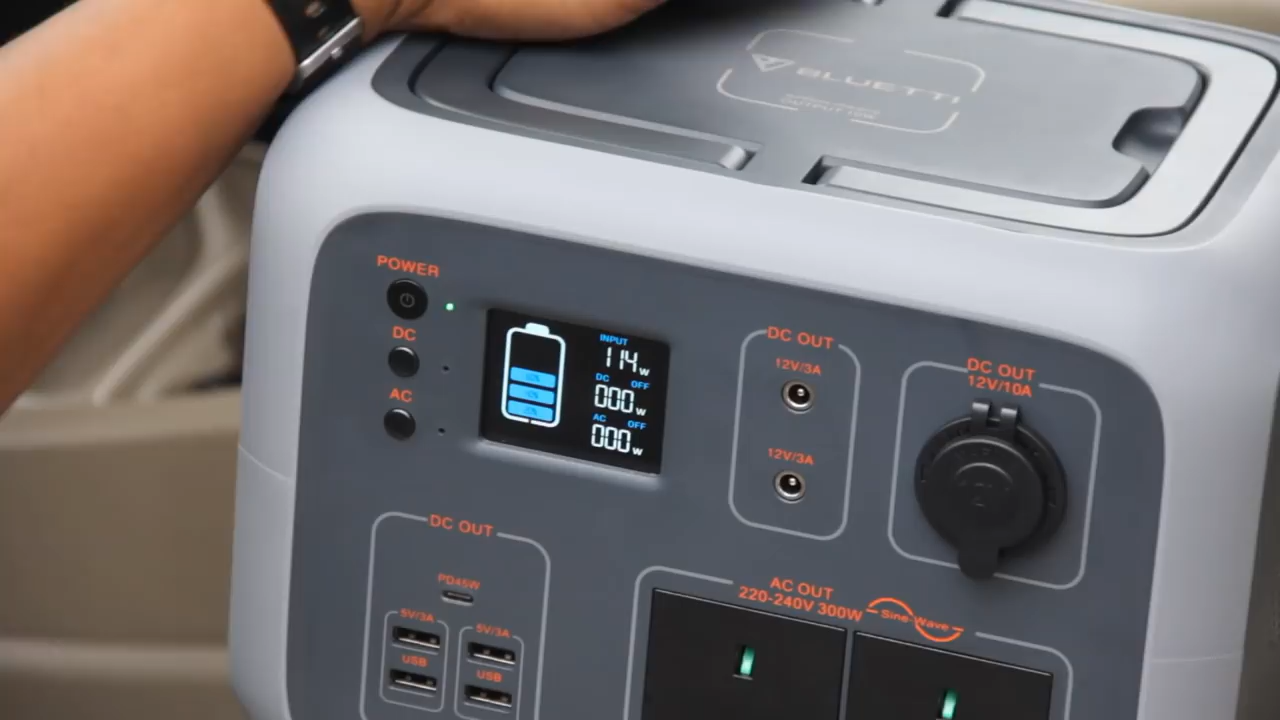 BLUETTI
POWER
DC
AC
INPUT
114W
DC OFF
000W
AC OFF
000W
DC OUT
12V/3A
12V/3A
DC OUT
12V/10A
DC OUT
PD45W
5V/3A
5V/3A
USB
USB
AC OUT
220-240V 300W
Sine Wave